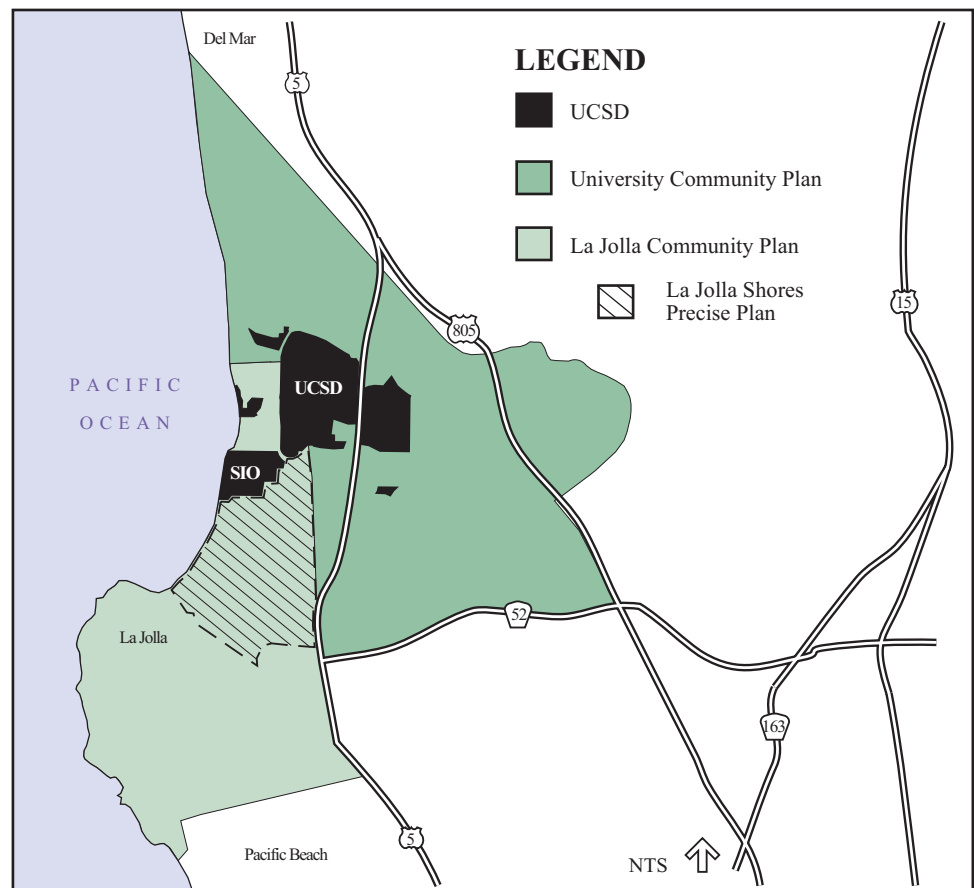 Del Mar
5
LEGEND
UCSD
University Community Plan
La Jolla Community Plan
La Jolla Shores
Precise Plan
15
805
PACIFIC
OCEAN
UCSD
SIO
La Jolla
52
163
Pacific Beach
5
NTS